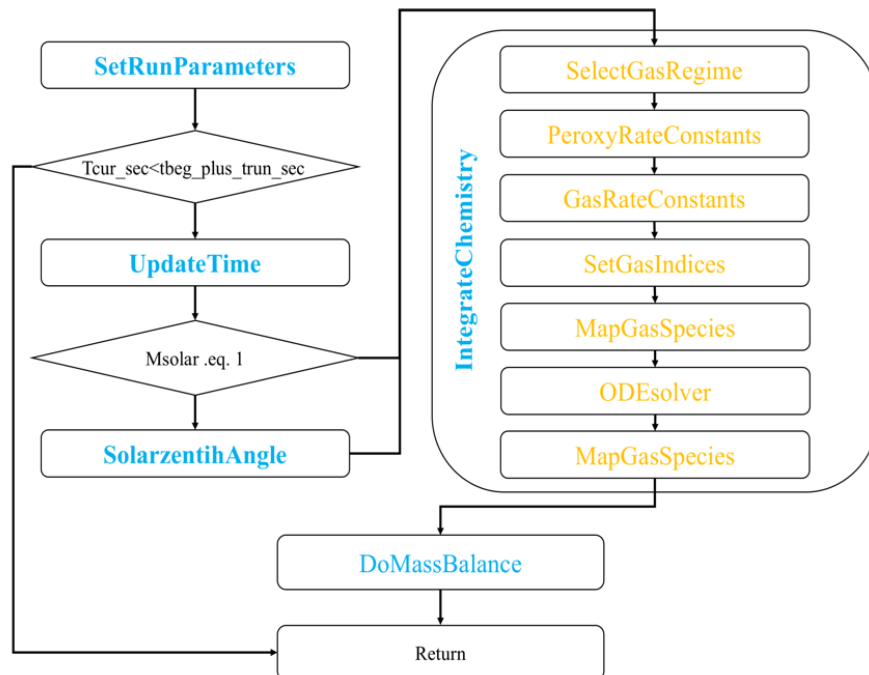 SetRunParameters
Tcur_sec<tbeg_plus_trun_sec
UpdateTime
Msolar .eq. 1
SolarzentihAngle
IntegrateChemistry
SelectGasRegime
PeroxyRateConstants
GasRateConstants
SetGasIndices
MapGasSpecies
ODEsolver
MapGasSpecies
DoMassBalance
Return